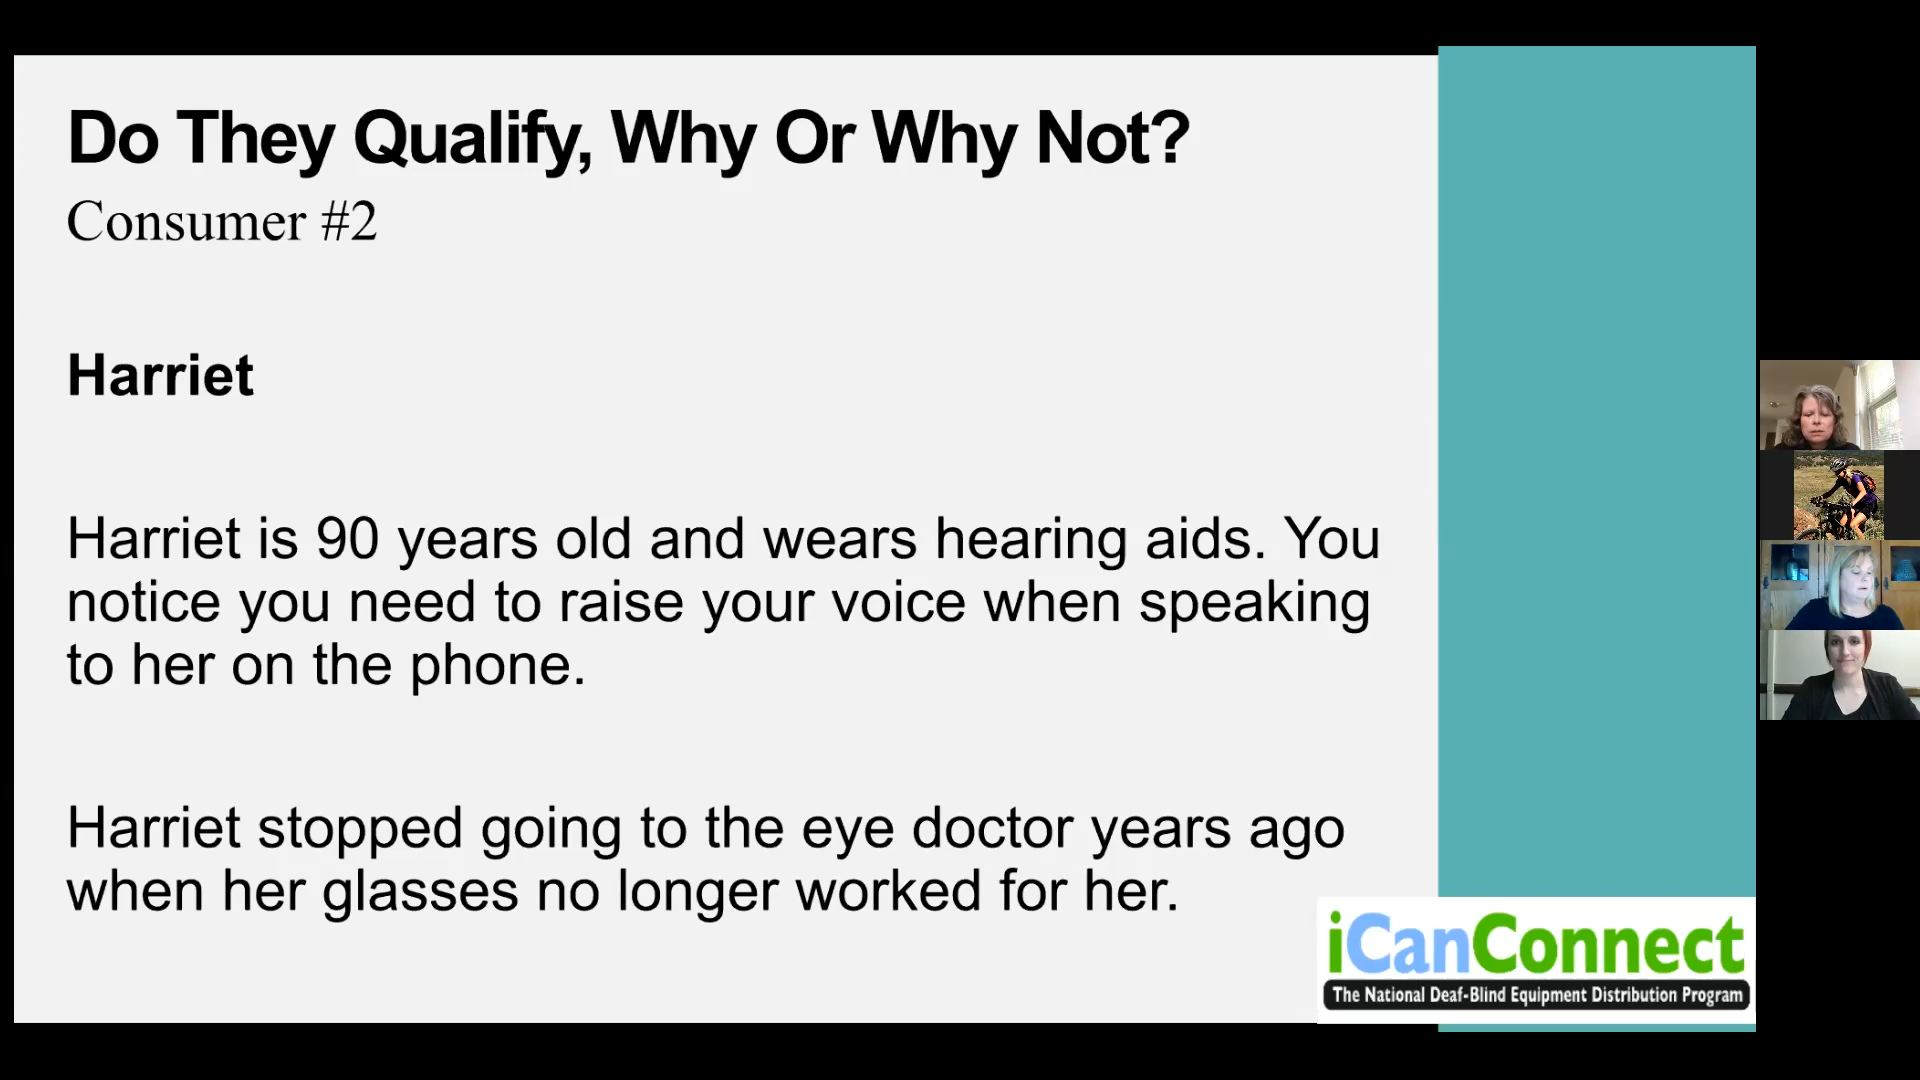 Do They Qualify, Why Or Why Not?
Consumer #2
Harriet
Harriet is 90 years old and wears hearing aids. You
notice you need to raise your voice when speaking
to her on the phone.
Harriet stopped going to the eye doctor years ago
when her glasses no longer worked for her.
iCanConnect
The National Deaf-Blind Equipment Distribution Program